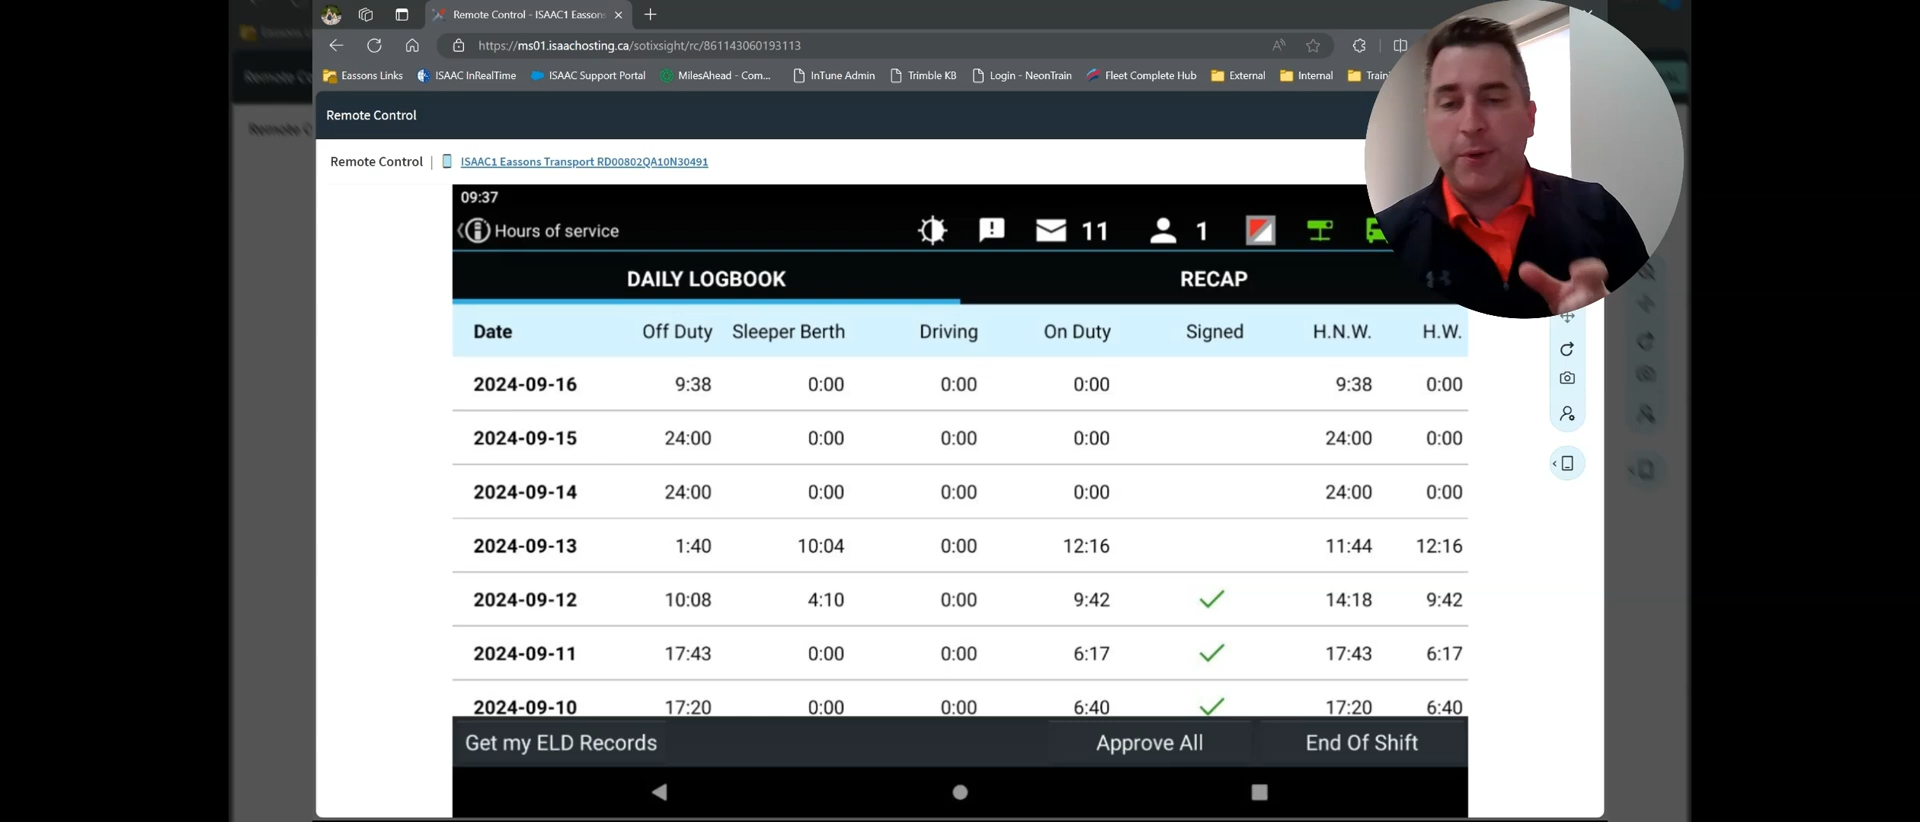 Remote Control - ISAAC1 Eassons
https://ms01.isaachosting.ca/sotixsight/rc/861143060193113
Eassons Links ISAAC InRealTime ISAAC Support Portal MilesAhead - Com... InTune Admin Trimble KB Login - NeonTrain Fleet Complete Hub External Internal
Remote Control
Remote Control | ISAAC1 Eassons Transport RD00802QA10N30491
09:37
Hours of service 11 1
DAILY LOGBOOK RECAP
Date Off Duty Sleeper Berth Driving On Duty Signed H.N.W. H.W.
2024-09-16 9:38 0:00 0:00 0:00 9:38 0:00
2024-09-15 24:00 0:00 0:00 0:00 24:00 0:00
2024-09-14 24:00 0:00 0:00 0:00 24:00 0:00
2024-09-13 1:40 10:04 0:00 12:16 11:44 12:16
2024-09-12 10:08 4:10 0:00 9:42 14:18 9:42
2024-09-11 17:43 0:00 0:00 6:17 17:43 6:17
2024-09-10 17:20 0:00 0:00 6:40 17:20 6:40
Get my ELD Records Approve All End Of Shift